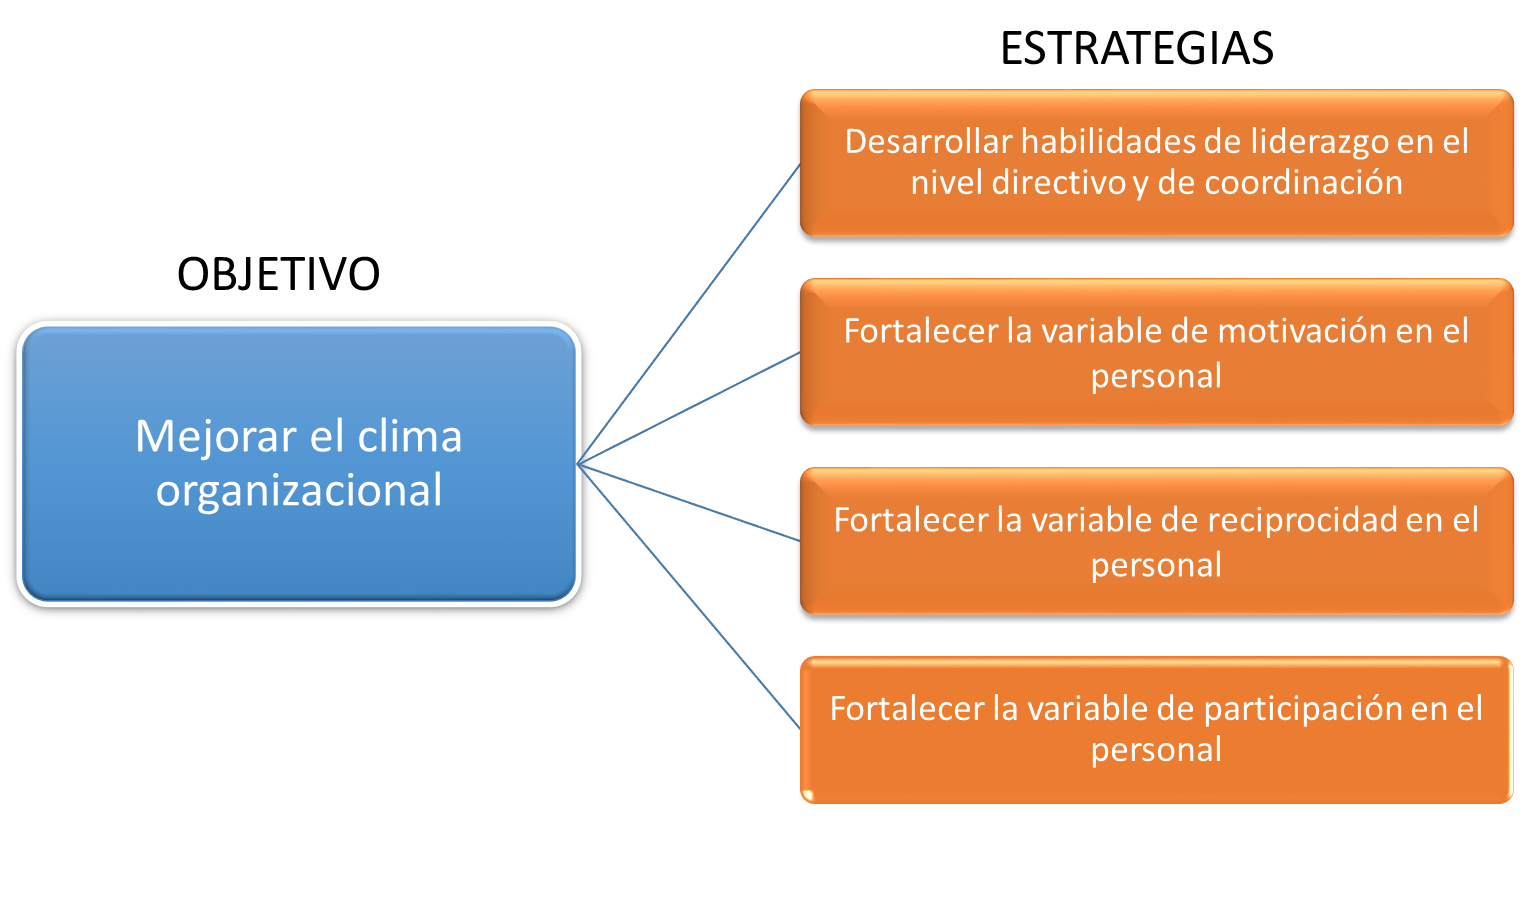 OBJETIVO
Mejorar el clima
organizacional
ESTRATEGIAS
Desarrollar habilidades de liderazgo en el
nivel directivo y de coordinación
Fortalecer la variable de motivación en el
personal
Fortalecer la variable de reciprocidad en el
personal
Fortalecer la variable de participación en el
personal